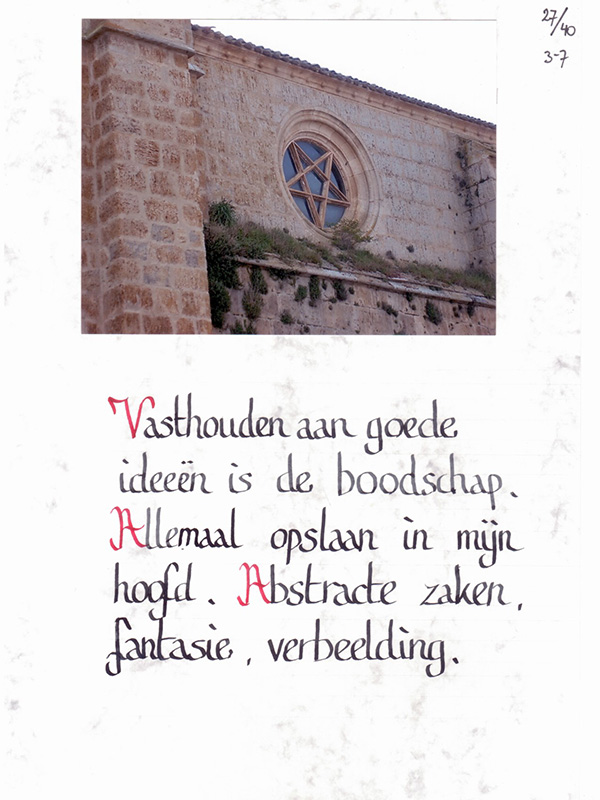 27/40
3-7
Vasthouden aan goede
ideeën is de boodschap.
Allemaal opslaan in mijn
hoofd. Abstracte zaken,
fantasie, verbeelding.